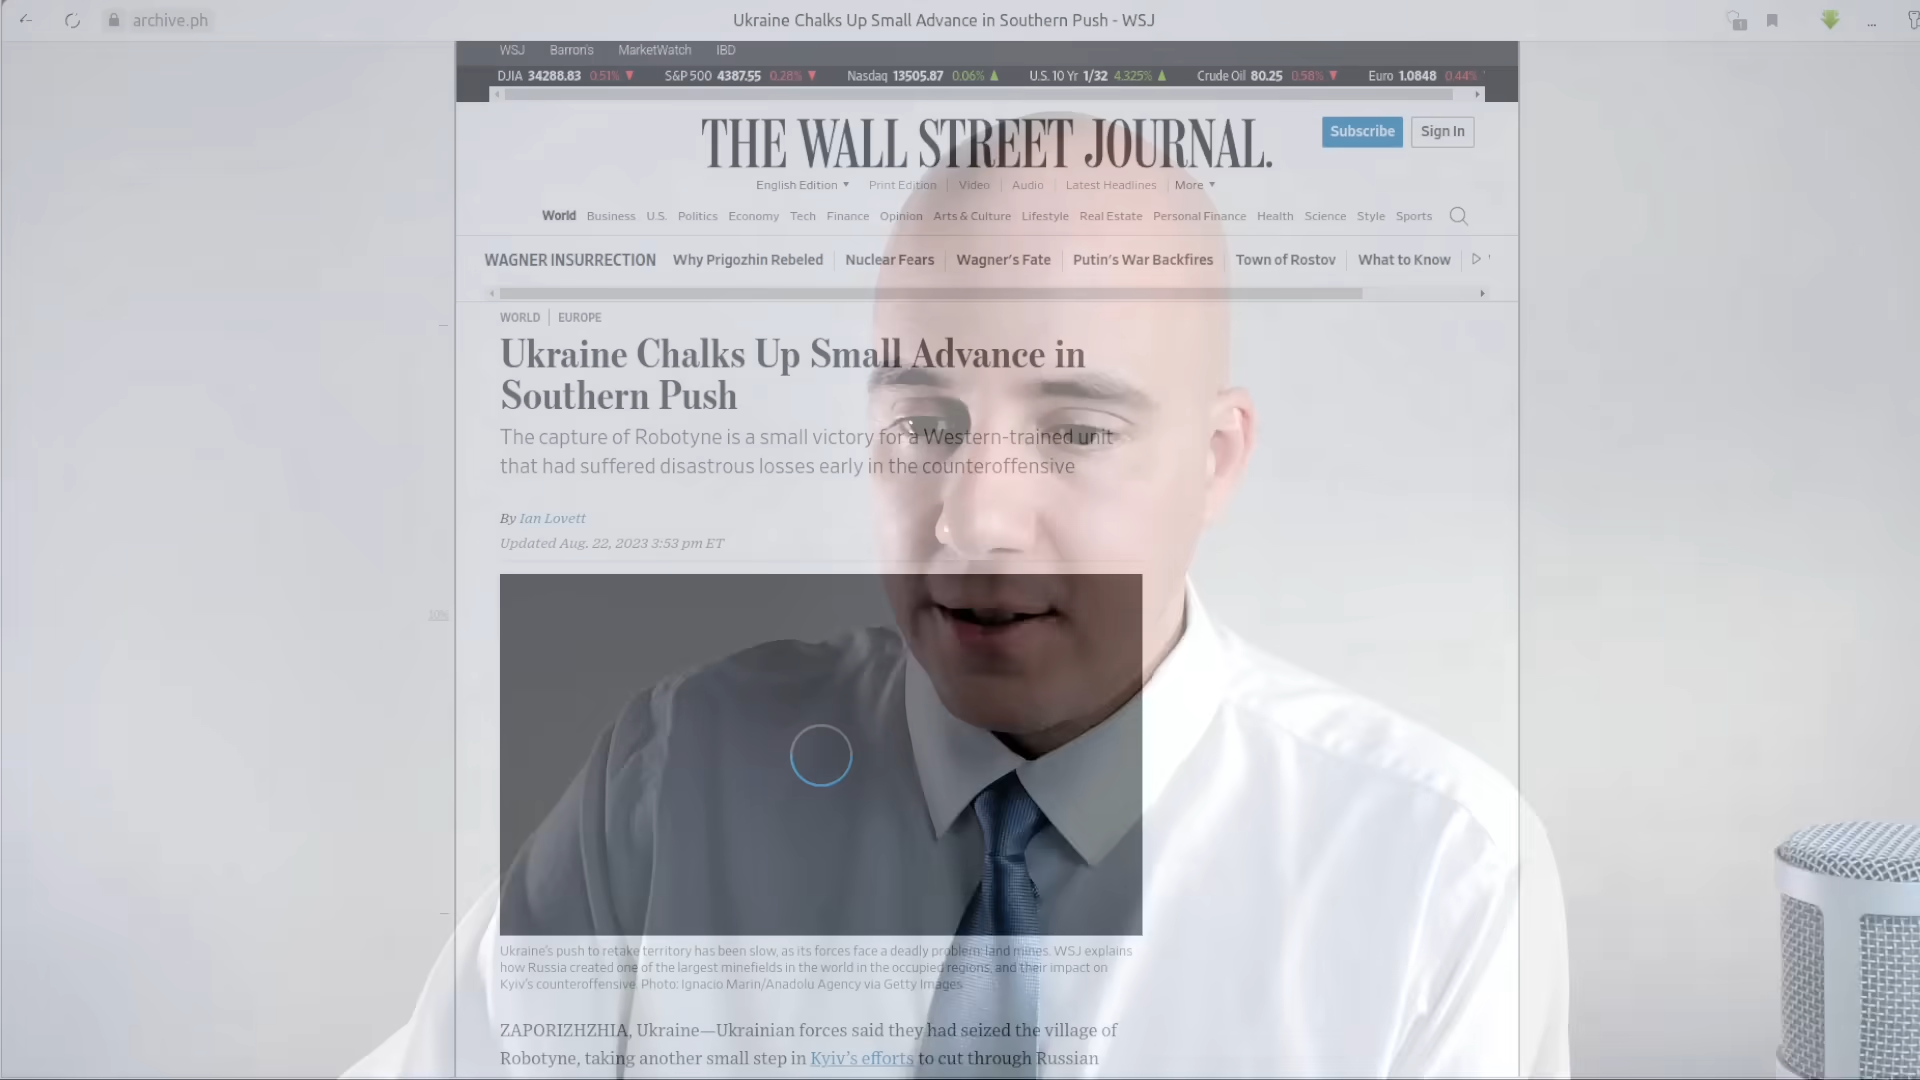 archive.ph
Ukraine Chalks Up Small Advance in Southern Push - WSJ
WSJ Barron's MarketWatch IBD
DJIA 34288.83 0.51% ▼ S&P 500 4387.55 0.28% ▼ Nasdaq 13505.87 0.06% ▲ U.S. 10 Yr 1/32 4.325% ▲ Crude Oil 80.25 0.58% ▼ Euro 1.0848 0.44%
THE WALL STREET JOURNAL.
Subscribe Sign In
English Edition ▼ Print Edition Video Audio Latest Headlines More ▼
World Business U.S. Politics Economy Tech Finance Opinion Arts & Culture Lifestyle Real Estate Personal Finance Health Science Style Sports
WAGNER INSURRECTION Why Prigozhin Rebeled Nuclear Fears Wagner's Fate Putin's War Backfires Town of Rostov What to Know
WORLD EUROPE
Ukraine Chalks Up Small Advance in
Southern Push
The capture of Robotyne is a small victory for a Western-trained unit
that had suffered disastrous losses early in the counteroffensive
By Ian Lovett
Updated Aug. 22, 2023 3:53 pm ET
10%
Ukraine's push to retake territory has been slow, as its forces face a deadly problem: land mines. WSJ explains
how Russia created one of the largest minefields in the world in the occupied regions, and their impact on
Kyiv's counteroffensive. Photo: Ignacio Marin/Anadolu Agency via Getty Images
ZAPORIZHZHIA, Ukraine—Ukrainian forces said they had seized the village of
Robotyne, taking another small step in Kyiv's efforts to cut through Russian